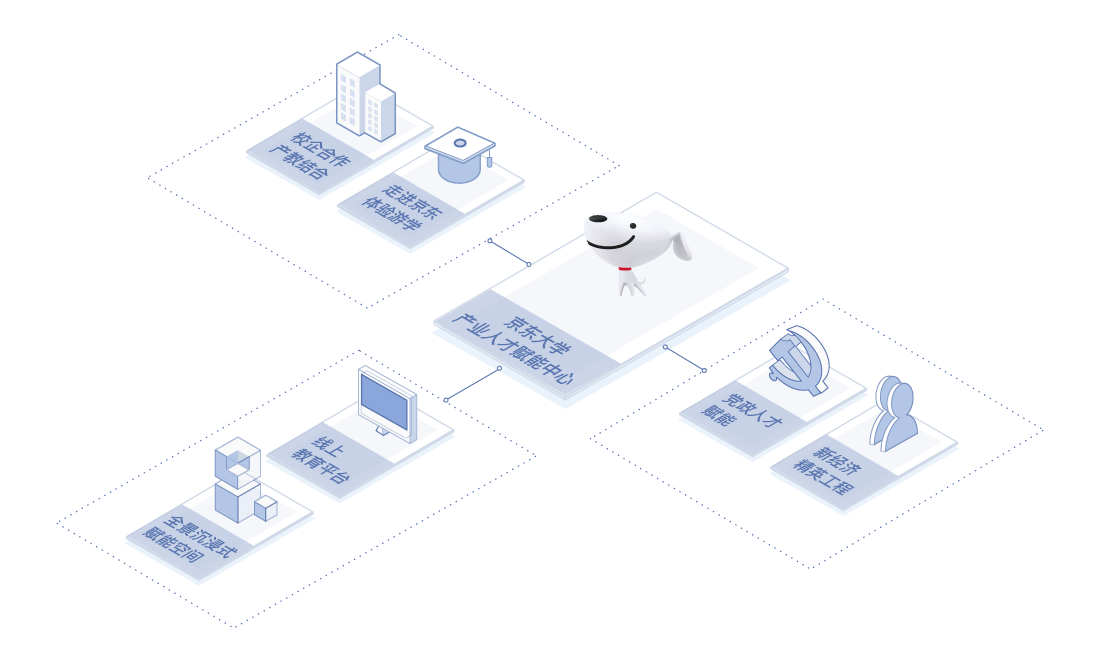 校企合作
产教结合
走进京东
体验游学
京东大学
产业人才赋能中心
党政人才
赋能
新经济
精英工程
线上
教育平台
全景沉浸式
赋能空间